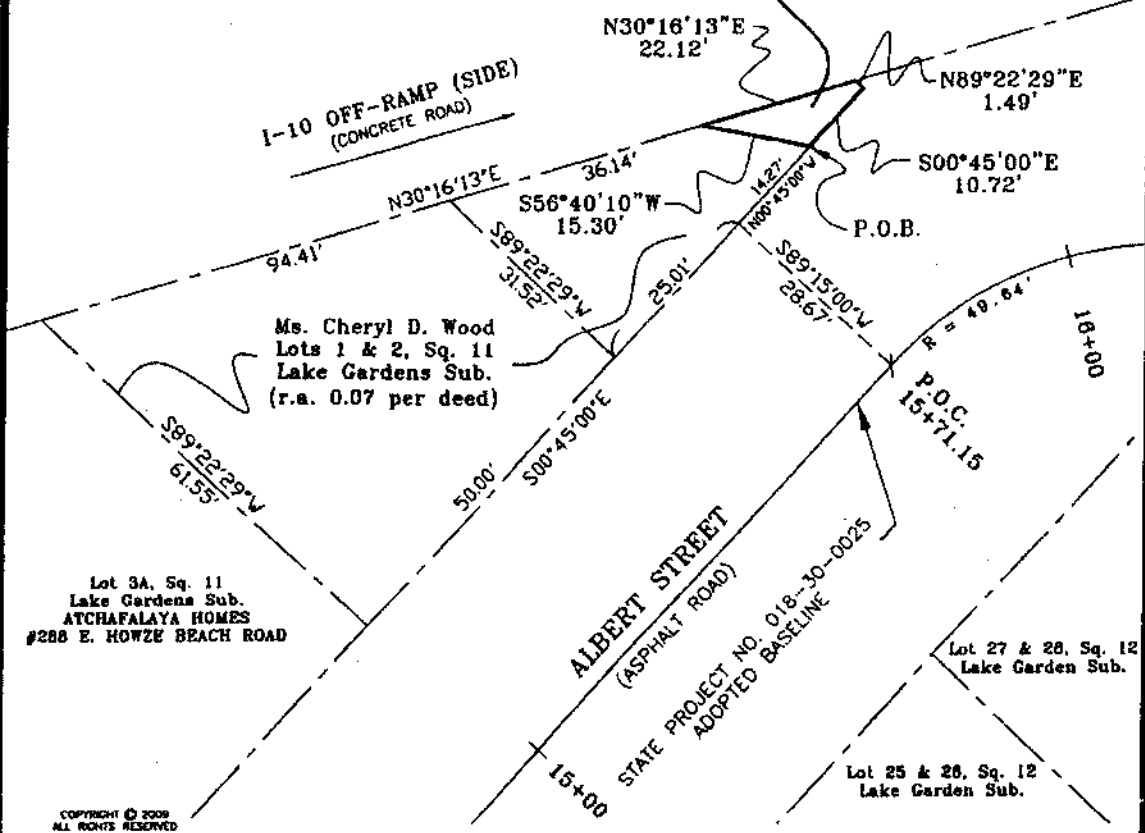 N30°16'13"E
22.12'
N89°22'29"E
1.49'
I-10 OFF-RAMP (SIDE)
(CONCRETE ROAD)
S00°45'00"E
10.72'
36.14'
N30°16'13"E
14.27'
N00°45'00"W
S56°40'10"W
15.30'
P.O.B.
94.41'
S89°22'29"W
31.52'
25.01'
S89°15'00"W
28.67'
R = 49.64'
16+00
Ms. Cheryl D. Wood
Lots 1 & 2, Sq. 11
Lake Gardens Sub.
(r.a. 0.07 per deed)
P.O.C.
15+71.15
S89°22'29"W
61.55'
50.00'
S00°45'00"E
Lot 3A, Sq. 11
Lake Gardens Sub.
ATCHAFALAYA HOMES
#288 E. HOWZE BEACH ROAD
ALBERT STREET
(ASPHALT ROAD)
STATE PROJECT NO. 018-30-0025
ADOPTED BASELINE
Lot 27 & 28, Sq. 12
Lake Garden Sub.
15+00
Lot 25 & 26, Sq. 12
Lake Garden Sub.
COPYRIGHT © 2009
ALL RIGHTS RESERVED